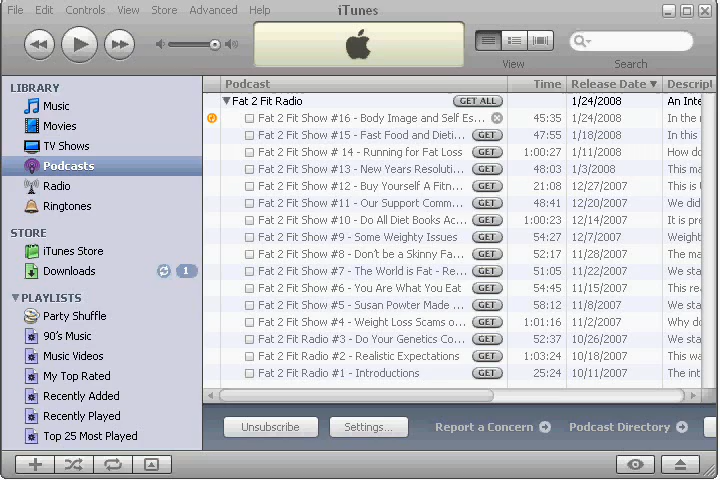 File Edit Controls View Store Advanced Help iTunes
View Search
LIBRARY
Music
Movies
TV Shows
Podcasts
Radio
Ringtones
STORE
iTunes Store
Downloads 1
PLAYLISTS
Party Shuffle
90's Music
Music Videos
My Top Rated
Recently Added
Recently Played
Top 25 Most Played
Podcast Time Release Date Descript
Fat 2 Fit Radio GET ALL 1/24/2008 An Inte
Fat 2 Fit Show #16 - Body Image and Self Es... 45:35 1/24/2008 In the
Fat 2 Fit Show #15 - Fast Food and Dieti... GET 47:55 1/18/2008 In this
Fat 2 Fit Show # 14 - Running for Fat Loss GET 1:00:27 1/11/2008 How do
Fat 2 Fit Show #13 - New Years Resoluti... GET 48:03 1/3/2008 This ma
Fat 2 Fit Show #12 - Buy Yourself A Fitn... GET 21:08 12/27/2007 This is
Fat 2 Fit Show #11 - Our Support Comm... GET 48:41 12/20/2007 We did
Fat 2 Fit Show #10 - Do All Diet Books Ac... GET 1:00:23 12/14/2007 It is pre
Fat 2 Fit Show #9 - Some Weighty Issues GET 54:27 12/7/2007 Weight
Fat 2 Fit Show #8 - Don't be a Skinny Fa... GET 52:17 11/28/2007 The ma
Fat 2 Fit Show #7 - The World is Fat - Re... GET 51:05 11/22/2007 We sta
Fat 2 Fit Show #6 - You Are What You Eat GET 54:45 11/15/2007 This rea
Fat 2 Fit Show #5 - Susan Powter Made ... GET 58:12 11/8/2007 We sta
Fat 2 Fit Show #4 - Weight Loss Scams o... GET 1:01:16 11/2/2007 Why do
Fat 2 Fit Radio #3 - Do Your Genetics Co... GET 52:37 10/26/2007 We sta
Fat 2 Fit Radio #2 - Realistic Expectations GET 1:03:24 10/18/2007 This wa
Fat 2 Fit Radio #1 - Introductions GET 25:24 10/11/2007 The int
Unsubscribe Settings... Report a Concern Podcast Directory